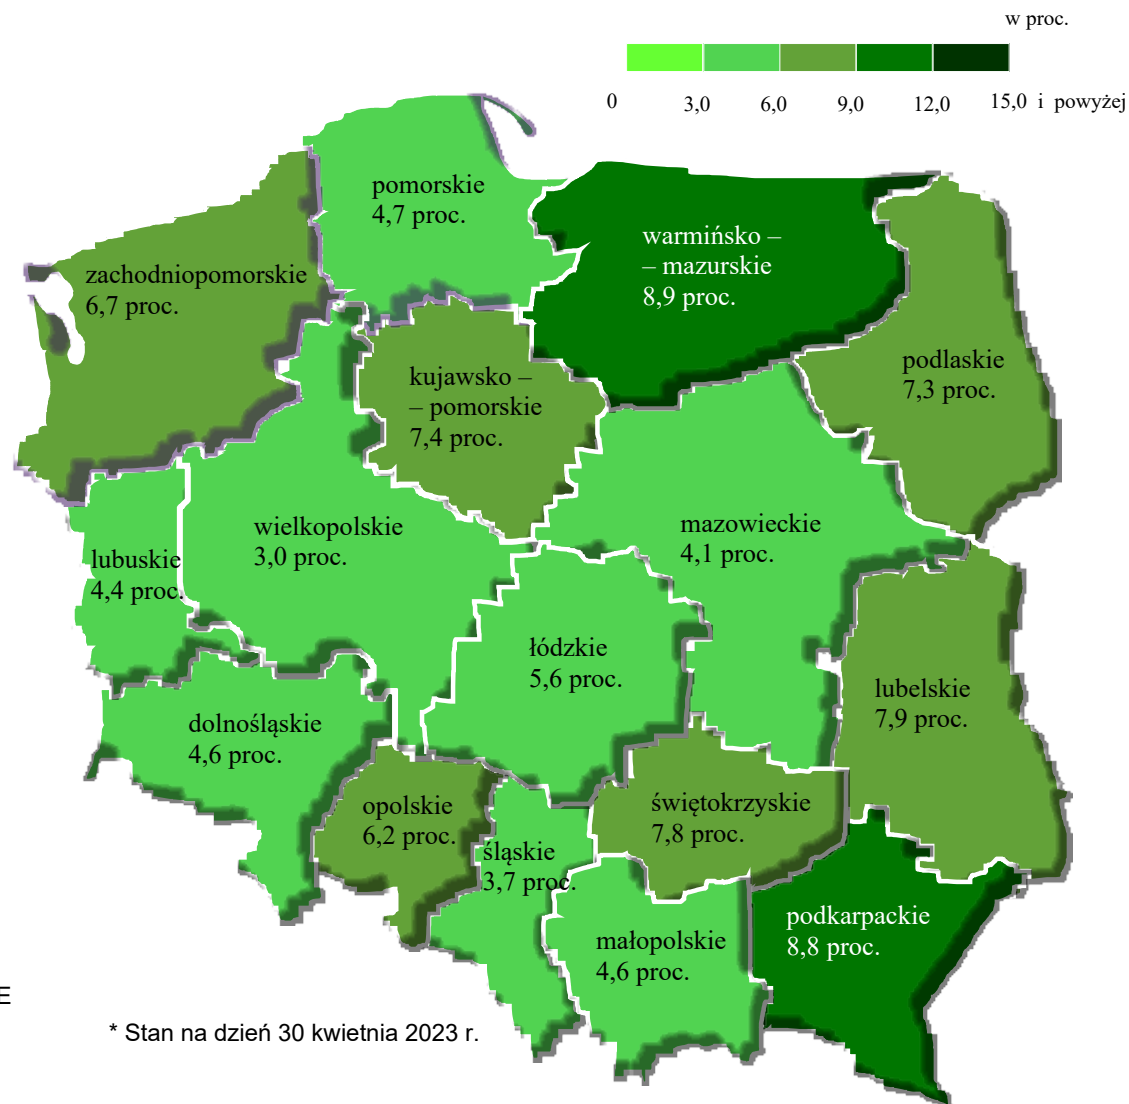 w proc.
0 3,0 6,0 9,0 12,0 15,0 i powyżej
pomorskie
4,7 proc.
warmińsko –
– mazurskie
8,9 proc.
zachodniopomorskie
6,7 proc.
podlaskie
7,3 proc.
kujawsko –
– pomorskie
7,4 proc.
wielkopolskie
3,0 proc.
mazowieckie
4,1 proc.
lubuskie
4,4 proc.
łódzkie
5,6 proc.
lubelskie
7,9 proc.
dolnośląskie
4,6 proc.
opolskie
6,2 proc.
świętokrzyskie
7,8 proc.
śląskie
3,7 proc.
podkarpackie
8,8 proc.
małopolskie
4,6 proc.
E
* Stan na dzień 30 kwietnia 2023 r.